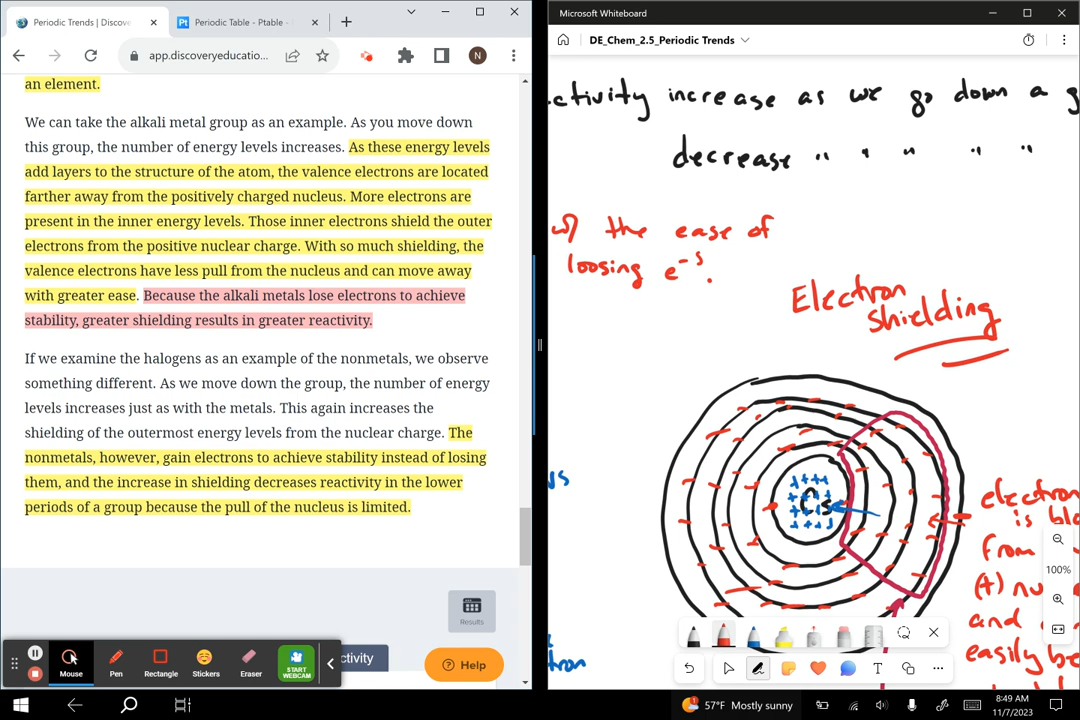 Periodic Trends | Discove
Periodic Table - Ptable -
app.discoveryeducatio...
N
an element.
We can take the alkali metal group as an example. As you move down
this group, the number of energy levels increases. As these energy levels
add layers to the structure of the atom, the valence electrons are located
farther away from the positively charged nucleus. More electrons are
present in the inner energy levels. Those inner electrons shield the outer
electrons from the positive nuclear charge. With so much shielding, the
valence electrons have less pull from the nucleus and can move away
with greater ease. Because the alkali metals lose electrons to achieve
stability, greater shielding results in greater reactivity.
If we examine the halogens as an example of the nonmetals, we observe
something different. As we move down the group, the number of energy
levels increases just as with the metals. This again increases the
shielding of the outermost energy levels from the nuclear charge. The
nonmetals, however, gain electrons to achieve stability instead of losing
them, and the increase in shielding decreases reactivity in the lower
periods of a group because the pull of the nucleus is limited.
Results
ctivity
Help
Mouse
Pen
Rectangle
Stickers
Eraser
START
WEBCAM
Microsoft Whiteboard
DE_Chem_2.5_Periodic Trends
ctivity increase as we go down a g
decrease " " " " "
w/ the ease of
loosing e-s.
Electron
shielding
Cs
vs
electron
is blo
from
(+) nu
and
easily be
tron
100%
57°F Mostly sunny
8:49 AM
11/7/2023